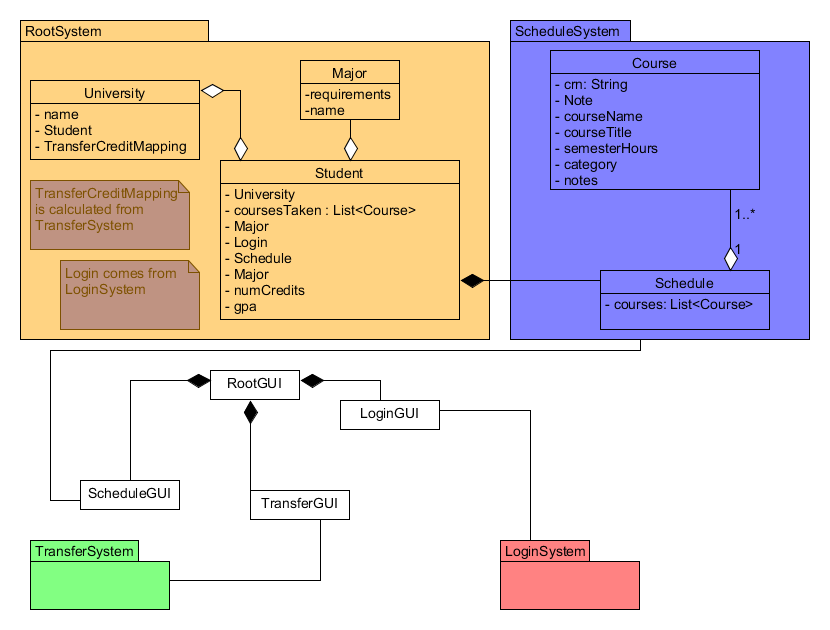 RootSystem
University
- name
- Student
- TransferCreditMapping
Major
-requirements
-name
TransferCreditMapping
is calculated from
TransferSystem
Login comes from
LoginSystem
Student
- University
- coursesTaken : List<Course>
- Major
- Login
- Schedule
- Major
- numCredits
- gpa
ScheduleSystem
Course
- crn: String
- Note
- courseName
- courseTitle
- semesterHours
- category
- notes
1..*
1
Schedule
- courses: List<Course>
RootGUI
LoginGUI
ScheduleGUI
TransferGUI
TransferSystem
LoginSystem